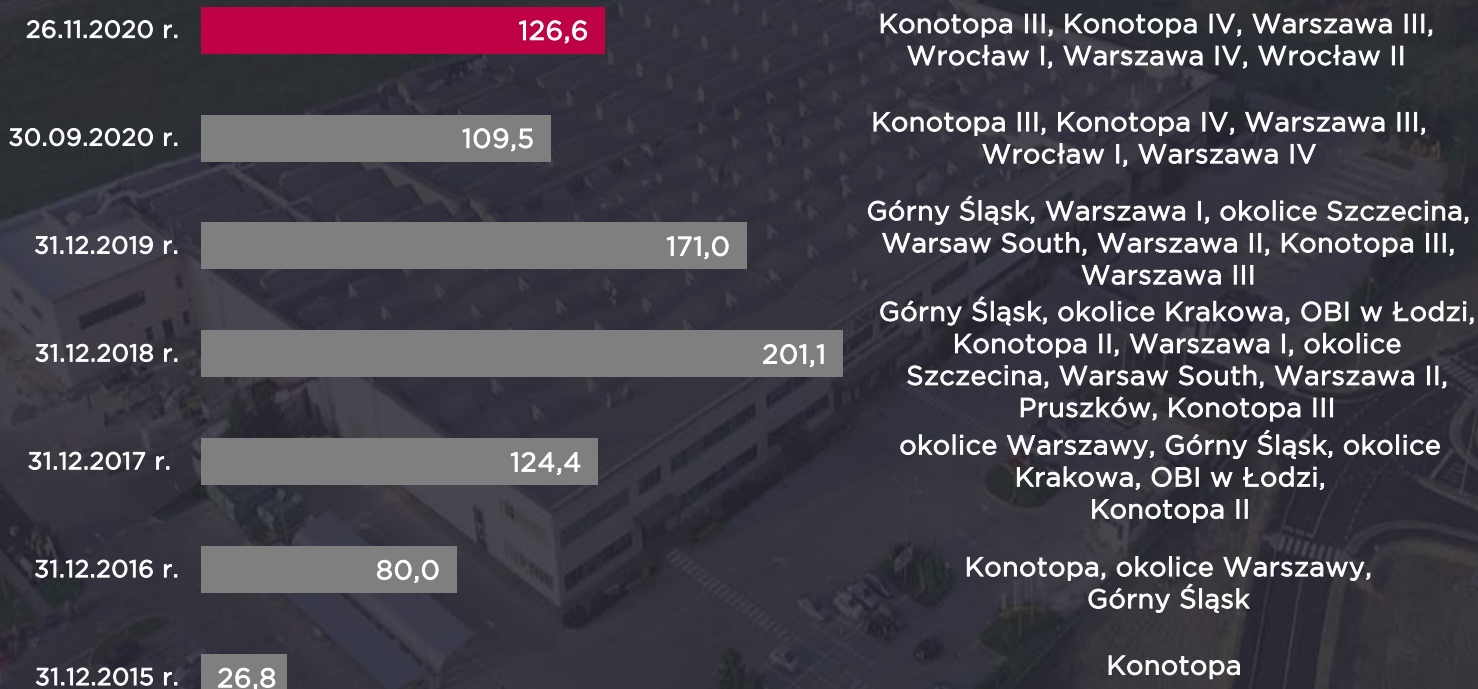 26.11.2020 r.
126,6
Konotopa III, Konotopa IV, Warszawa III,
Wrocław I, Warszawa IV, Wrocław II
30.09.2020 r.
109,5
Konotopa III, Konotopa IV, Warszawa III,
Wrocław I, Warszawa IV
31.12.2019 r.
171,0
Górny Śląsk, Warszawa I, okolice Szczecina,
Warsaw South, Warszawa II, Konotopa III,
Warszawa III
31.12.2018 r.
201,1
Górny Śląsk, okolice Krakowa, OBI w Łodzi,
Konotopa II, Warszawa I, okolice
Szczecina, Warsaw South, Warszawa II,
Pruszków, Konotopa III
31.12.2017 r.
124,4
okolice Warszawy, Górny Śląsk, okolice
Krakowa, OBI w Łodzi,
Konotopa II
31.12.2016 r.
80,0
Konotopa, okolice Warszawy,
Górny Śląsk
31.12.2015 r.
26,8
Konotopa